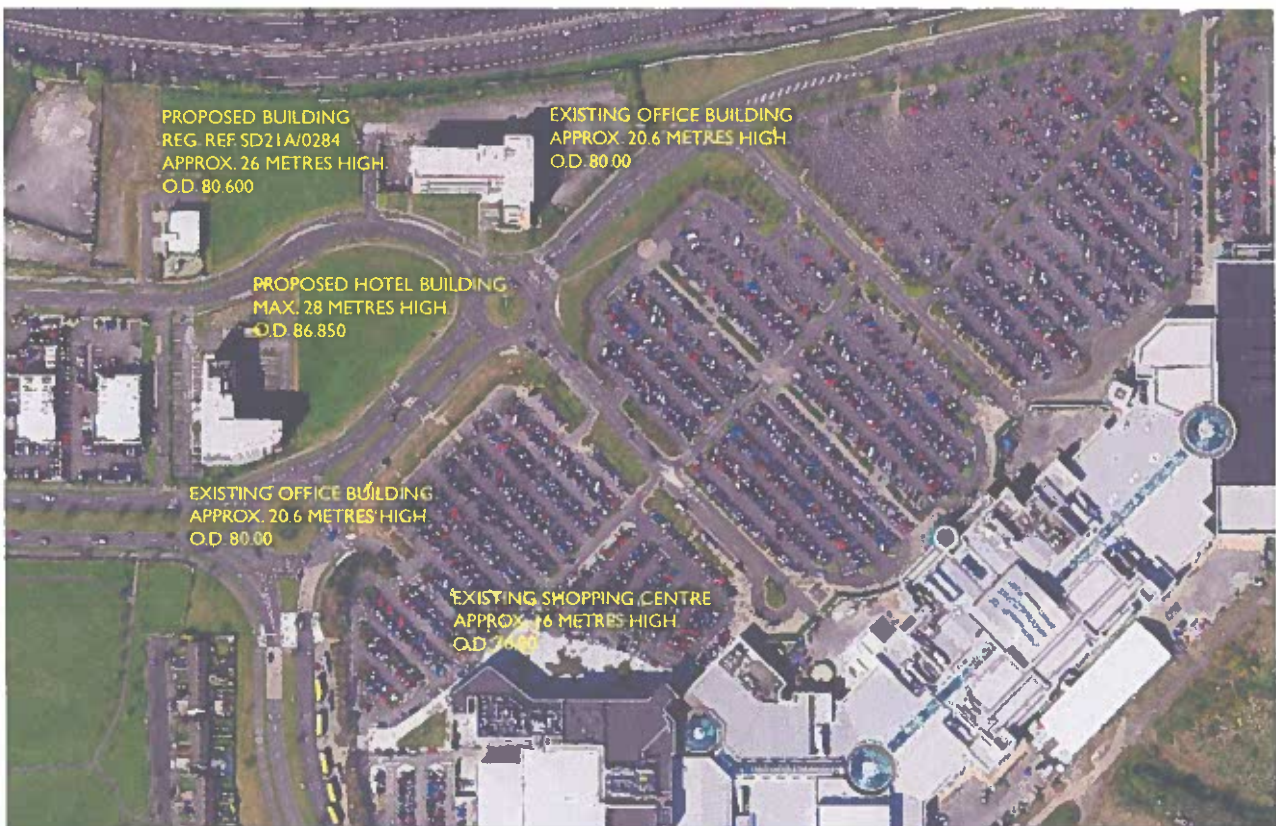 PROPOSED BUILDING
REG. REF. SD21A/0284
APPROX. 26 METRES HIGH
O.D. 80.600
EXISTING OFFICE BUILDING
APPROX. 20.6 METRES HIGH
O.D. 80.00
PROPOSED HOTEL BUILDING
MAX. 28 METRES HIGH
O.D. 86.850
EXISTING OFFICE BUILDING
APPROX. 20.6 METRES HIGH
O.D. 80.00
EXISTING SHOPPING CENTRE
APPROX. 16 METRES HIGH
O.D.